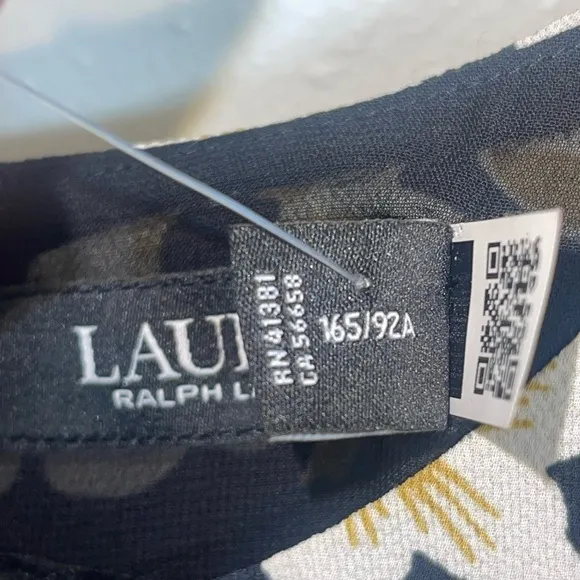 LAU
RALPH L
RN 41381
CA 56658
165/92A